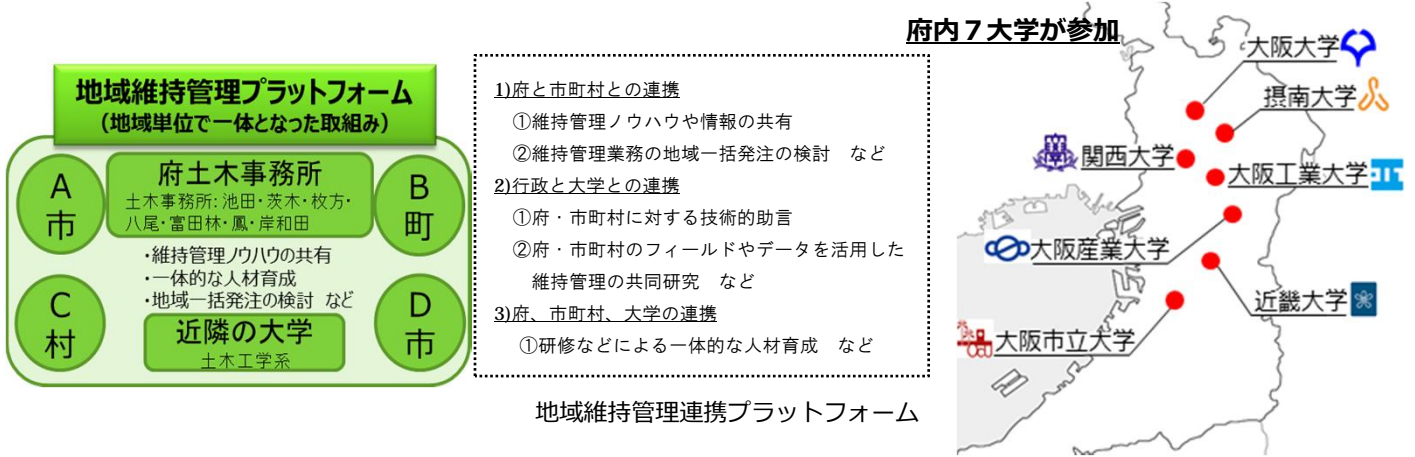 地域維持管理プラットフォーム
（地域単位で一体となった取組み）
A
市
府土木事務所
土木事務所:池田・茨木・枚方・
八尾・富田林・鳳・岸和田
B
町
・維持管理ノウハウの共有
・一体的な人材育成
・地域一括発注の検討 など
C
村
近隣の大学
土木工学系
D
市
1)府と市町村との連携
①維持管理ノウハウや情報の共有
②維持管理業務の地域一括発注の検討　など
2)行政と大学との連携
①府・市町村に対する技術的助言
②府・市町村のフィールドやデータを活用した
維持管理の共同研究　など
3)府、市町村、大学の連携
①研修などによる一体的な人材育成　など
地域維持管理連携プラットフォーム
府内７大学が参加
大阪大学
摂南大学
関西大学
大阪工業大学
大阪産業大学
近畿大学
大阪市立大学